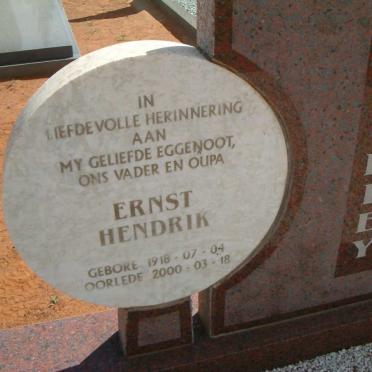 IN
LIEFDEVOLLE HERINNERING
AAN
MY GELIEFDE EGGENOOT,
ONS VADER EN OUPA
ERNST
HENDRIK
GEBORE 1918 - 07 - 04
OORLEDE 2000 - 03 - 18